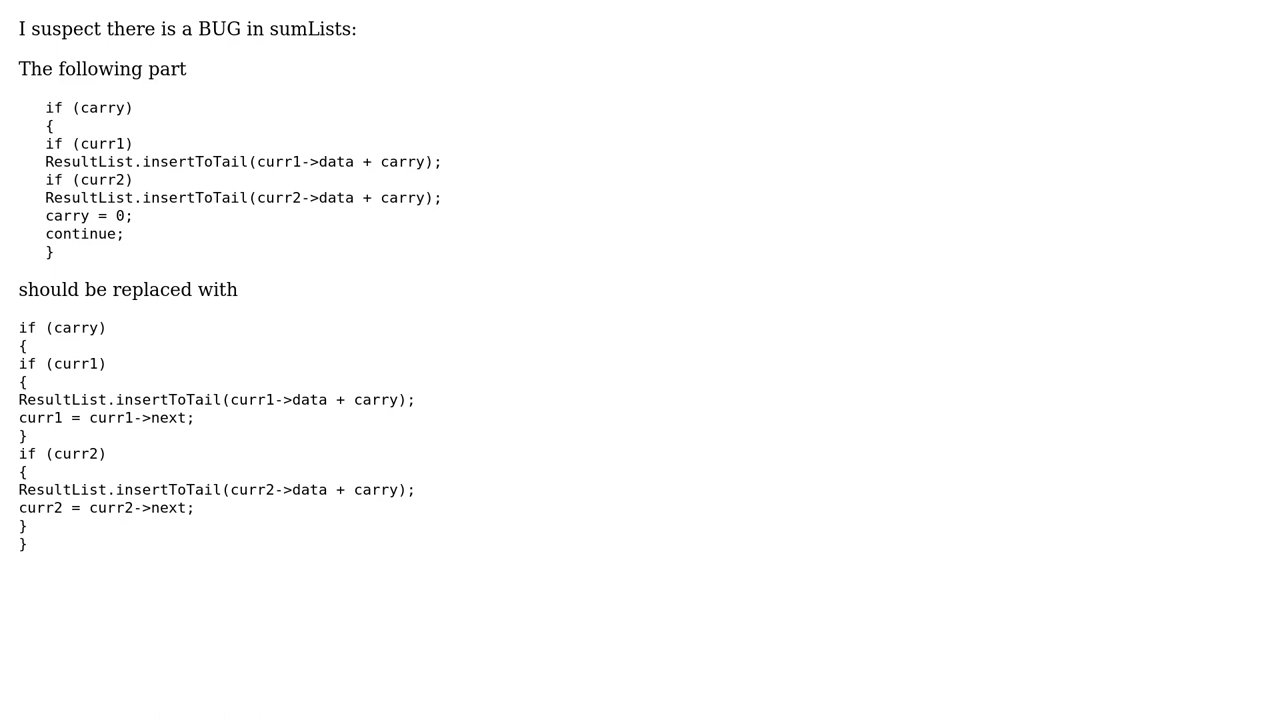 I suspect there is a BUG in sumLists:
The following part
if (carry)
{
if (curr1)
ResultList.insertToTail(curr1->data + carry);
if (curr2)
ResultList.insertToTail(curr2->data + carry);
carry = 0;
continue;
}
should be replaced with
if (carry)
{
if (curr1)
{
ResultList.insertToTail(curr1->data + carry);
curr1 = curr1->next;
}
if (curr2)
{
ResultList.insertToTail(curr2->data + carry);
curr2 = curr2->next;
}
}